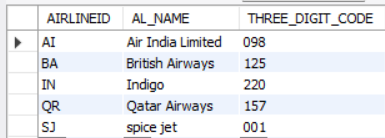 AIRLINEID AL_NAME THREE_DIGIT_CODE
AI Air India Limited 098
BA British Airways 125
IN Indigo 220
QR Qatar Airways 157
SJ spice jet 001